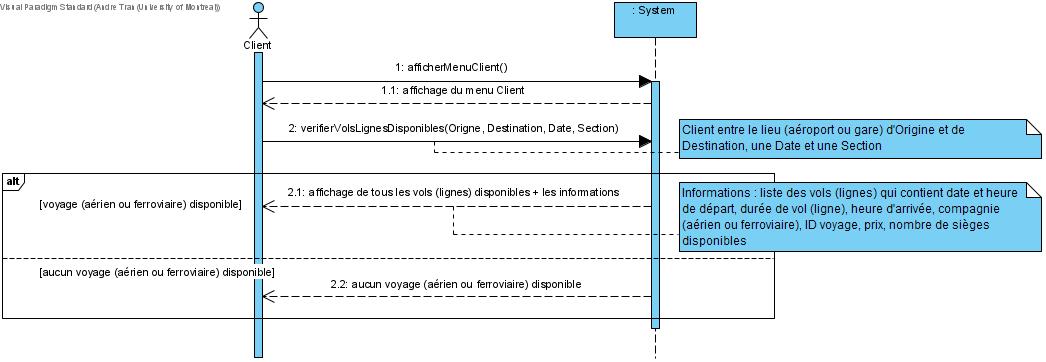 Visual Paradigm Standard (Andre Tran (University of Montreal))
: System
Client
1: afficherMenuClient()
1.1: affichage du menu Client
2: verifierVolsLignesDisponibles(Origne, Destination, Date, Section)
Client entre le lieu (aéroport ou gare) d'Origine et de
Destination, une Date et une Section
alt
2.1: affichage de tous les vols (lignes) disponibles + les informations
[voyage (aérien ou ferroviaire) disponible]
Informations : liste des vols (lignes) qui contient date et heure
de départ, durée de vol (ligne), heure d'arrivée, compagnie
(aérien ou ferroviaire), ID voyage, prix, nombre de sièges
disponibles
[aucun voyage (aérien ou ferroviaire) disponible]
2.2: aucun voyage (aérien ou ferroviaire) disponible